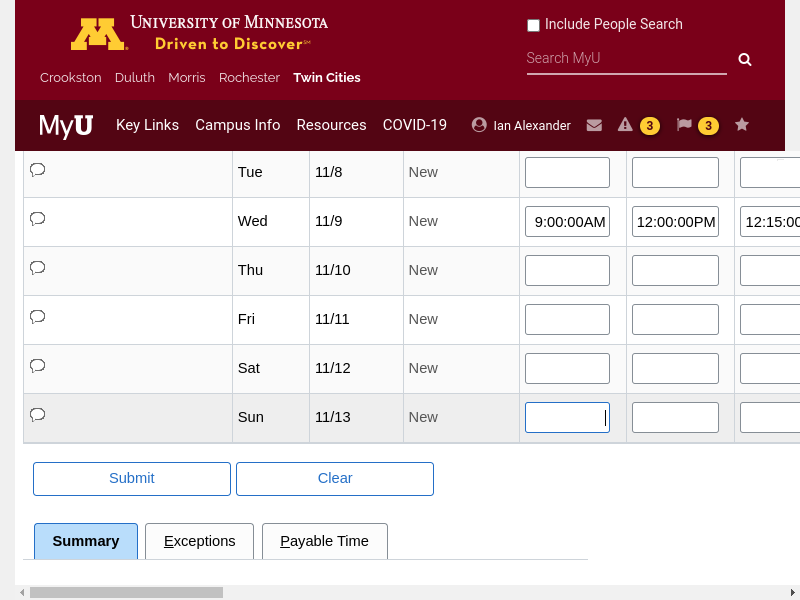 UNIVERSITY OF MINNESOTA
Driven to Discover℠
Crookston Duluth Morris Rochester Twin Cities
Include People Search
Search MyU
MyU Key Links Campus Info Resources COVID-19 Ian Alexander 3 3
Tue 11/8 New
Wed 11/9 New 9:00:00AM 12:00:00PM 12:15:00
Thu 11/10 New
Fri 11/11 New
Sat 11/12 New
Sun 11/13 New
Submit Clear
Summary Exceptions Payable Time